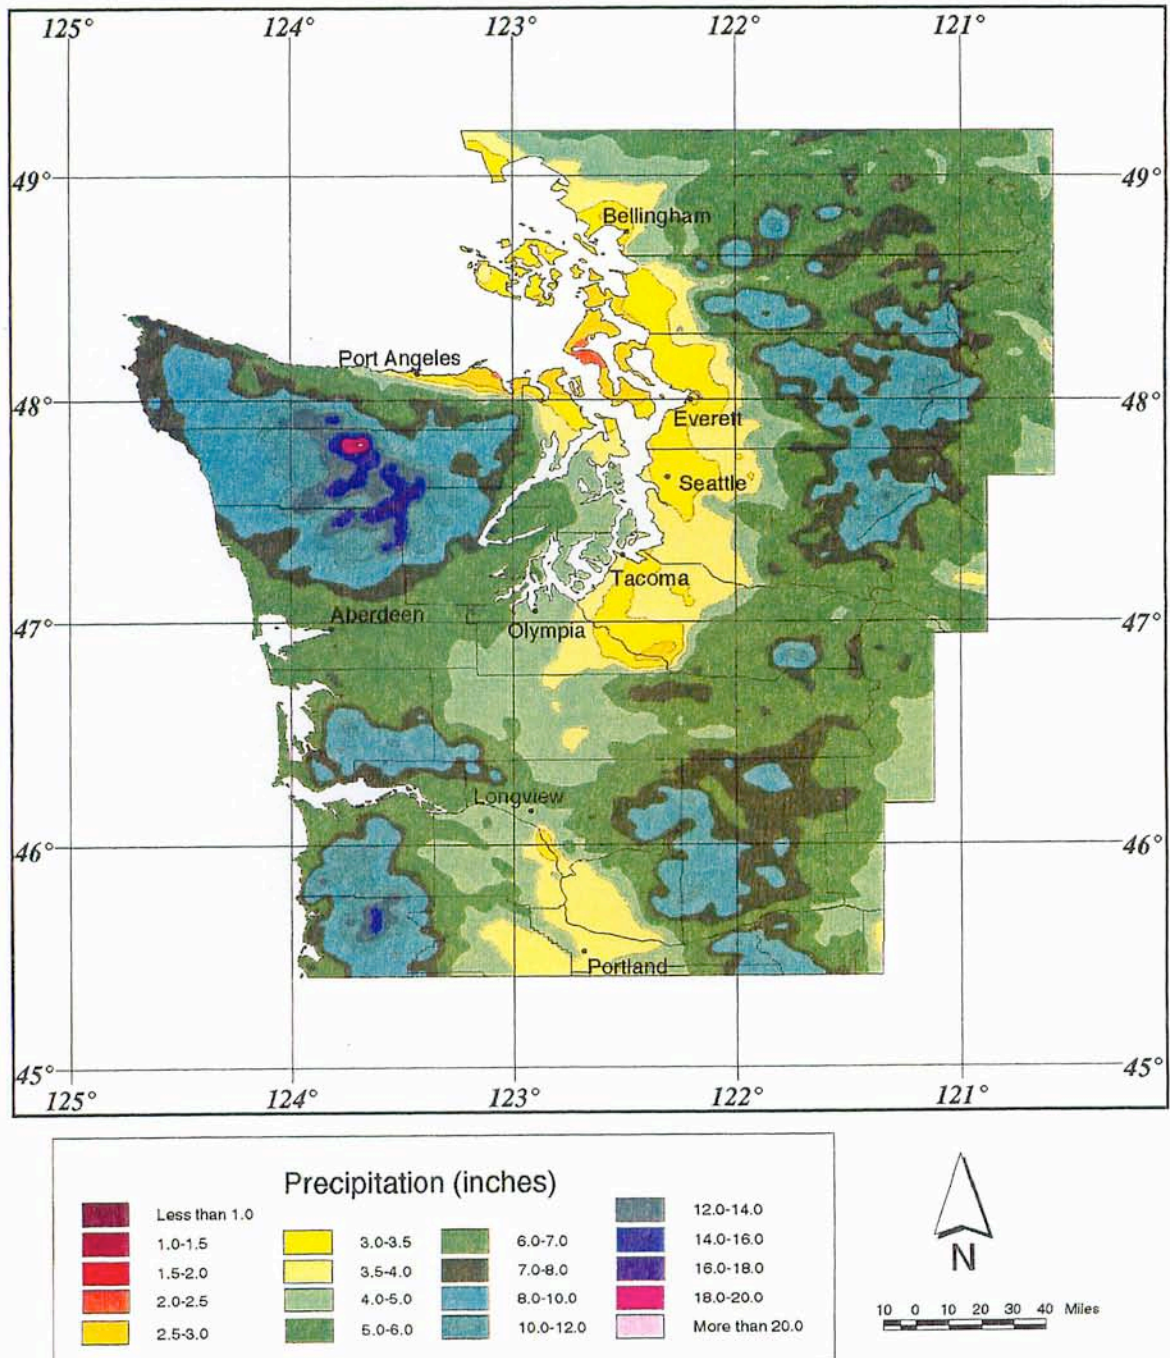 125° 124° 123° 122° 121°
49° 49°
Bellingham
Port Angeles
48° 48°
Everett
Seattle
Tacoma
Aberdeen
47° 47°
Olympia
Longview
46° 46°
Portland
45° 45°
125° 124° 123° 122° 121°
Precipitation (inches)
Less than 1.0
1.0-1.5
1.5-2.0
2.0-2.5
2.5-3.0
3.0-3.5
3.5-4.0
4.0-5.0
5.0-6.0
6.0-7.0
7.0-8.0
8.0-10.0
10.0-12.0
12.0-14.0
14.0-16.0
16.0-18.0
18.0-20.0
More than 20.0
N
10 0 10 20 30 40 Miles